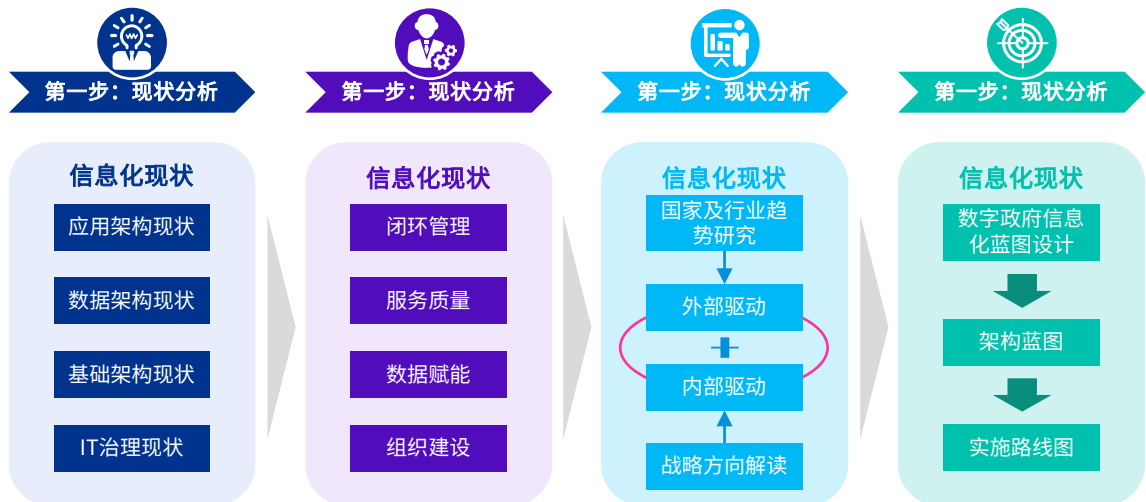 第一步：现状分析
第一步：现状分析
第一步：现状分析
第一步：现状分析
信息化现状
应用架构现状
数据架构现状
基础架构现状
IT治理现状
信息化现状
闭环管理
服务质量
数据赋能
组织建设
信息化现状
国家及行业趋
势研究
外部驱动
内部驱动
战略方向解读
信息化现状
数字政府信息
化蓝图设计
架构蓝图
实施路线图